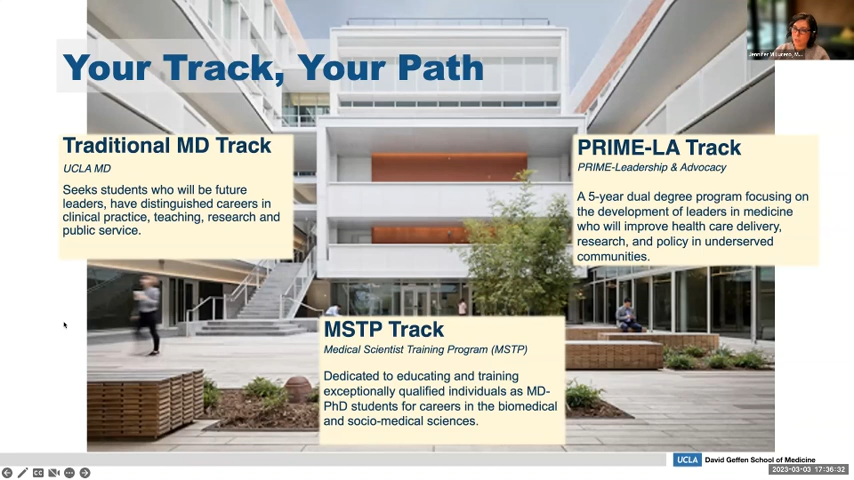 Your Track, Your Path
Traditional MD Track
UCLA MD
Seeks students who will be future
leaders, have distinguished careers in
clinical practice, teaching, research and
public service.
PRIME-LA Track
PRIME-Leadership & Advocacy
A 5-year dual degree program focusing on
the development of leaders in medicine
who will improve health care delivery,
research, and policy in underserved
communities.
MSTP Track
Medical Scientist Training Program (MSTP)
Dedicated to educating and training
exceptionally qualified individuals as MD-
PhD students for careers in the biomedical
and socio-medical sciences.
UCLA David Geffen School of Medicine
2023-03-03 17:36:32